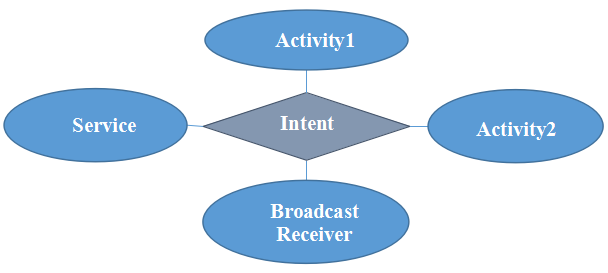 Activity1
Service
Intent
Activity2
Broadcast
Receiver